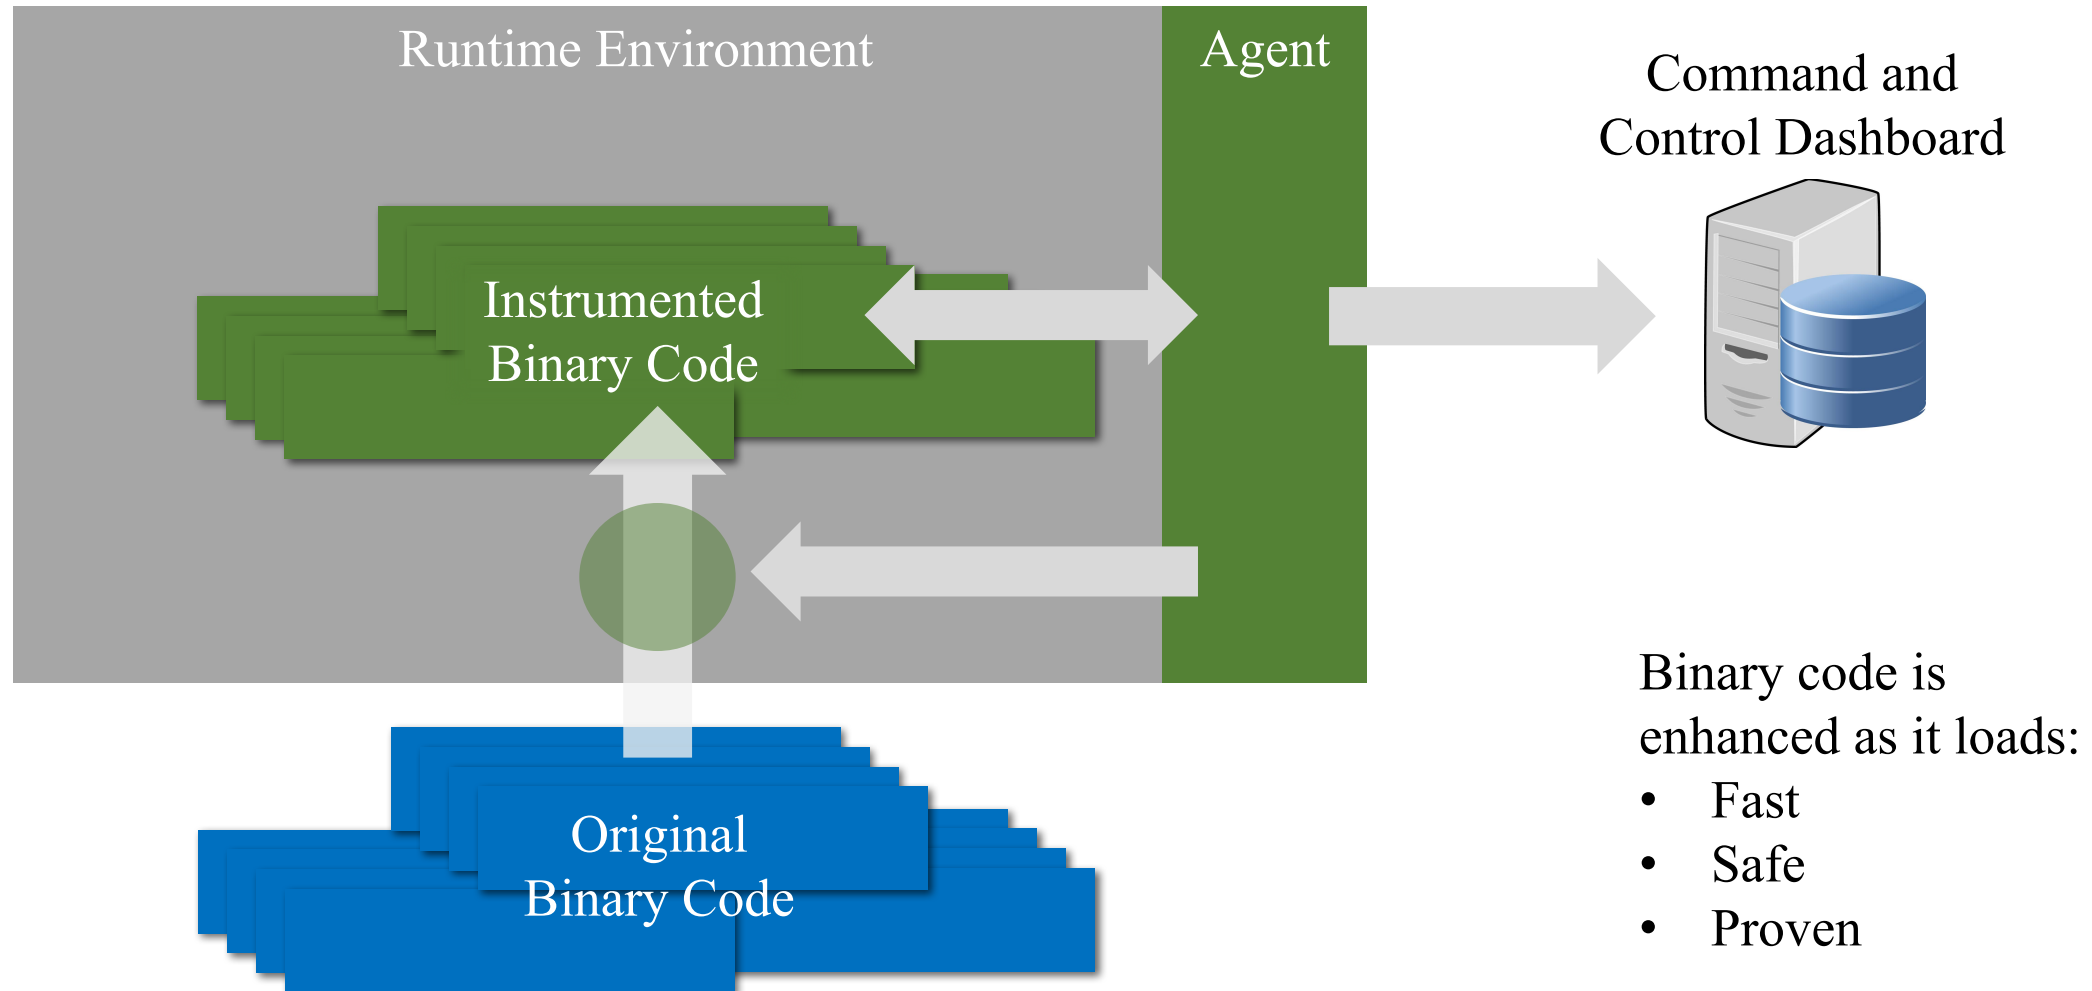 Runtime Environment
Agent
Command and
Control Dashboard
Instrumented
Binary Code
Original
Binary Code
Binary code is
enhanced as it loads:
• Fast
• Safe
• Proven